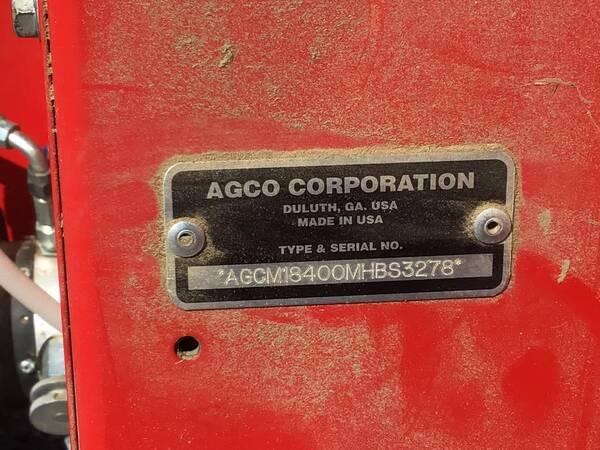 AGCO CORPORATION
DULUTH, GA. USA
MADE IN USA
TYPE & SERIAL NO.
*AGCM18400MHBS3278*